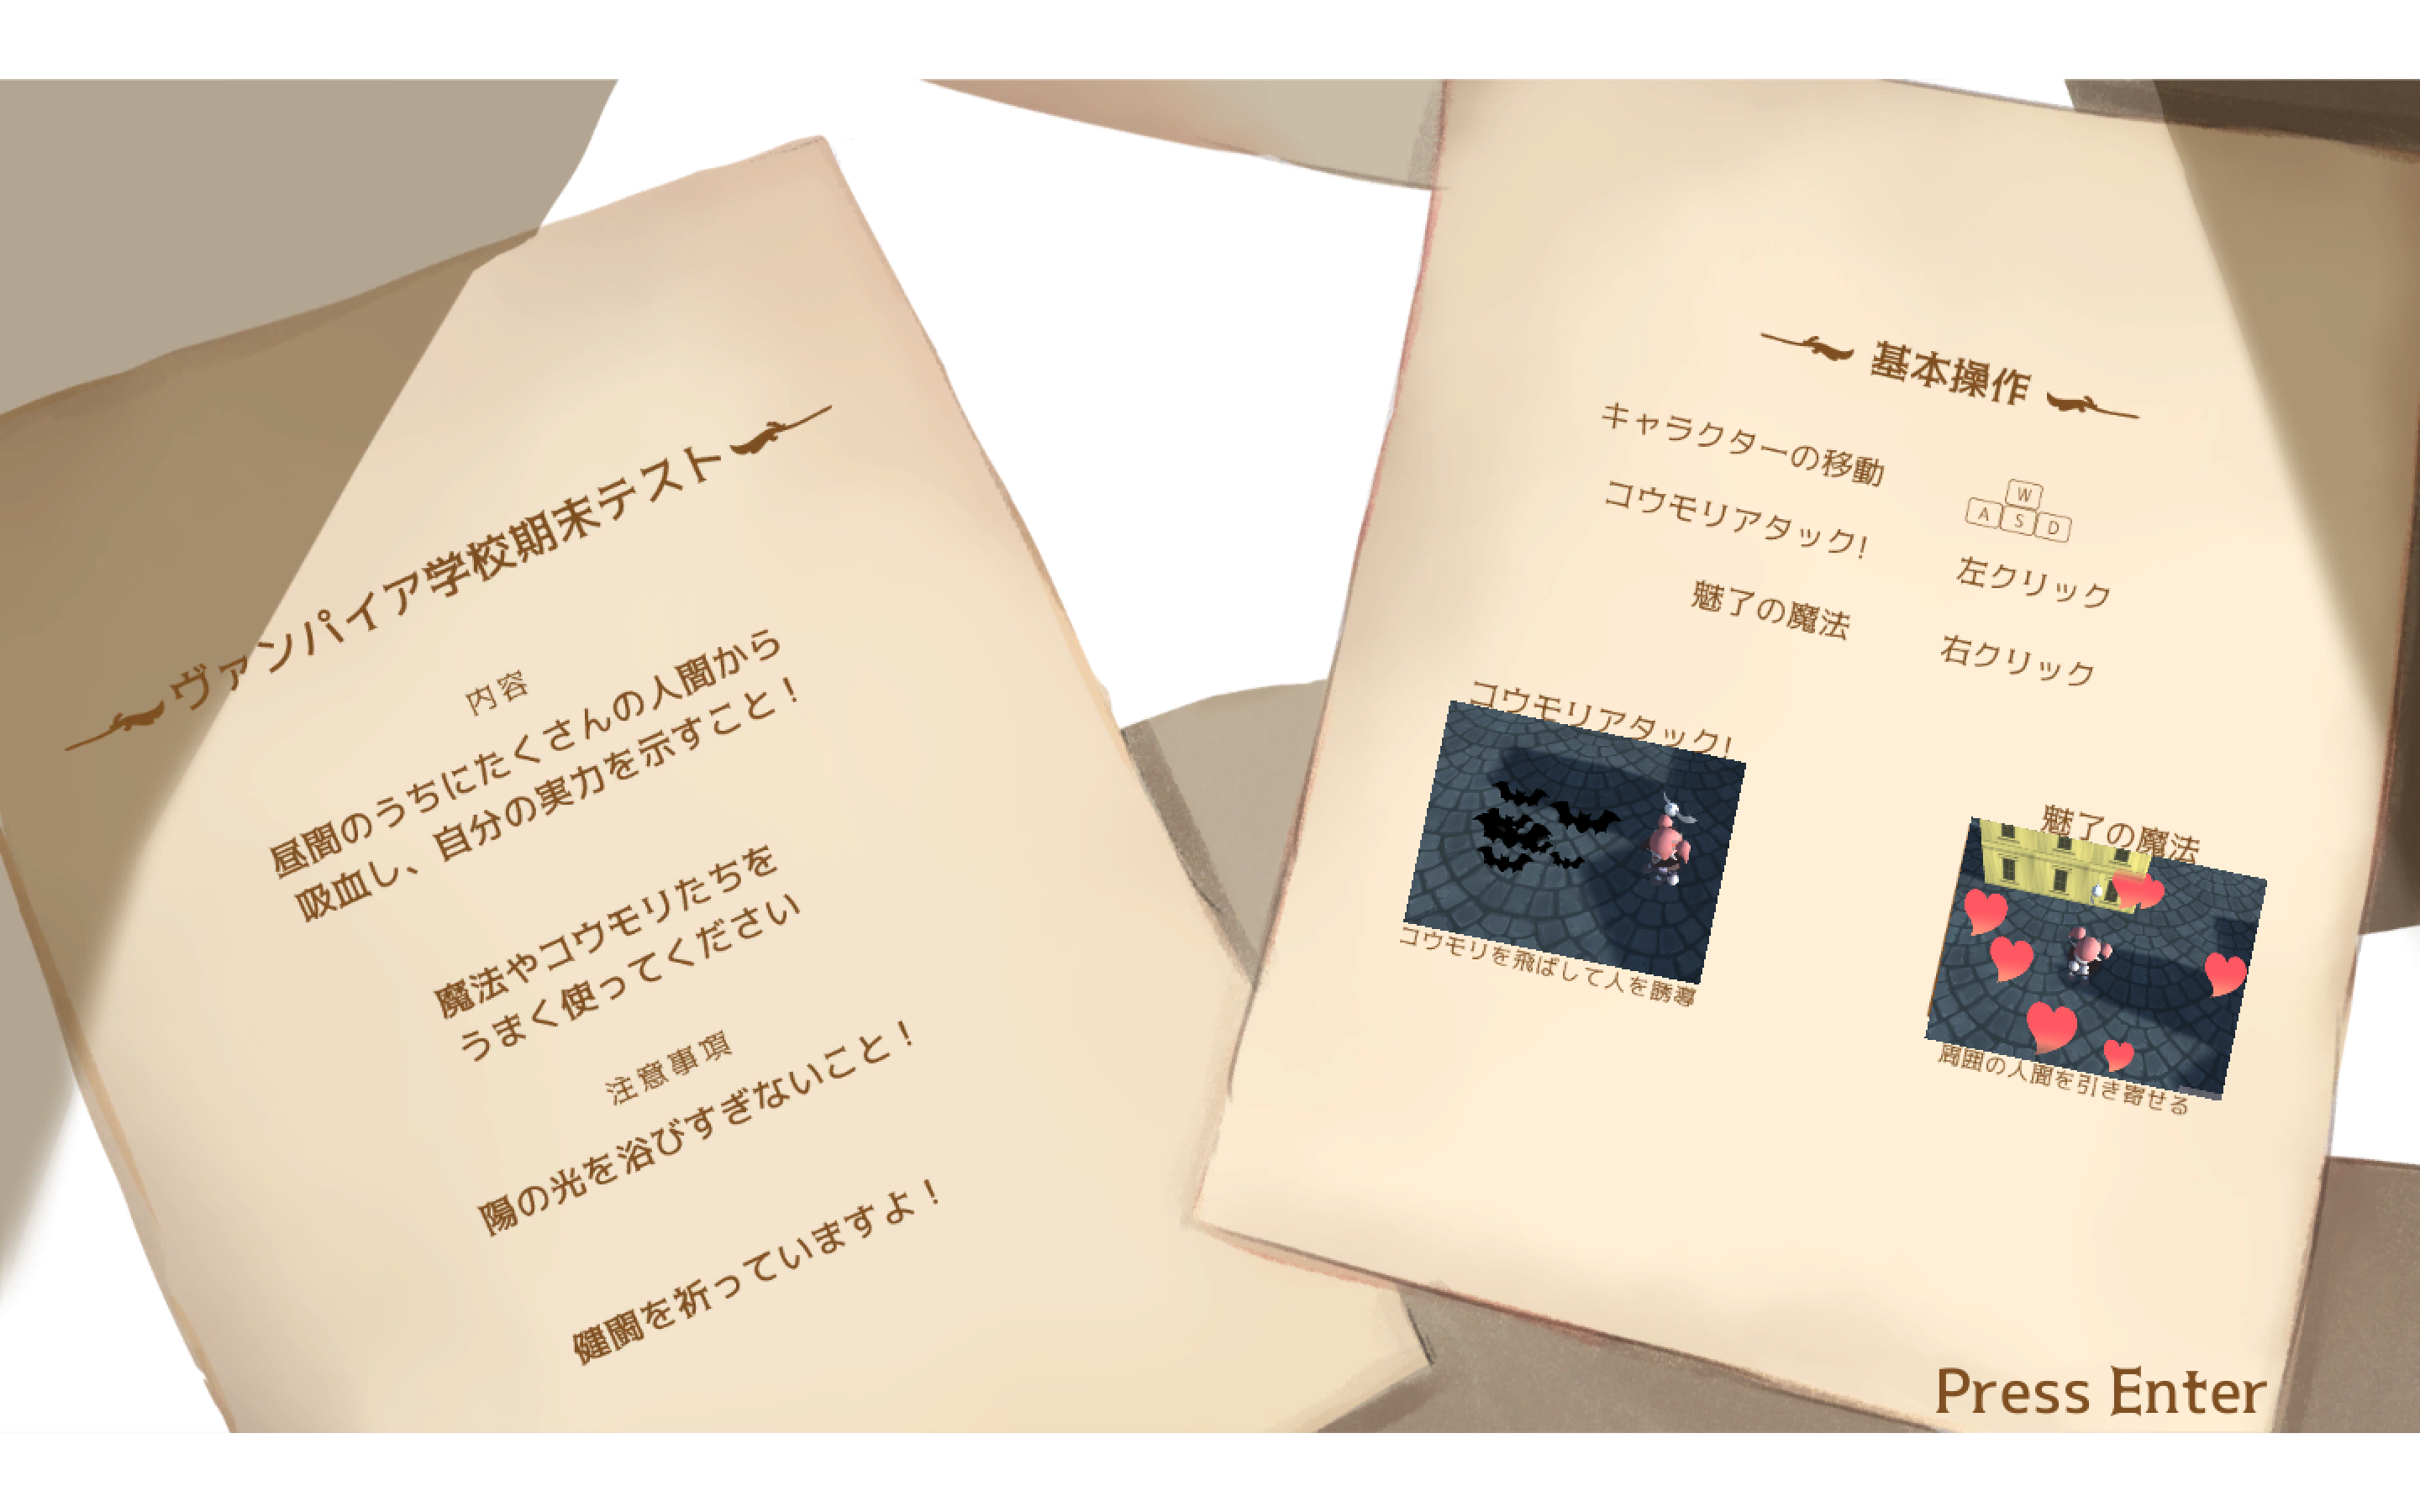 ヴァンパイア学校期末テスト
内容
昼間のうちにたくさんの人間から
吸血し、自分の実力を示すこと！
魔法やコウモリたちを
うまく使ってください
注意事項
陽の光を浴びすぎないこと！
健闘を祈っていますよ！
基本操作
キャラクターの移動
W
A S D
コウモリアタック!
左クリック
魅了の魔法
右クリック
コウモリアタック!
コウモリを飛ばして人を誘導
魅了の魔法
周囲の人間を引き寄せる
Press Enter